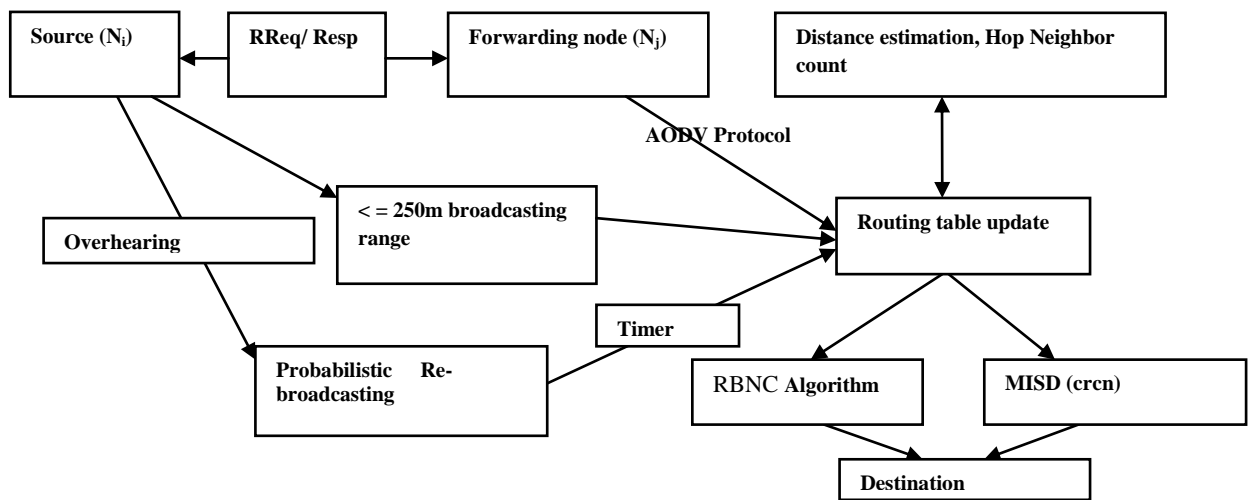 Source (Ni)
RReq/ Resp
Forwarding node (Nj)
Distance estimation, Hop Neighbor
count
AODV Protocol
< = 250m broadcasting
range
Routing table update
Overhearing
Timer
Probabilistic Re-
broadcasting
RBNC Algorithm
MISD (crcn)
Destination